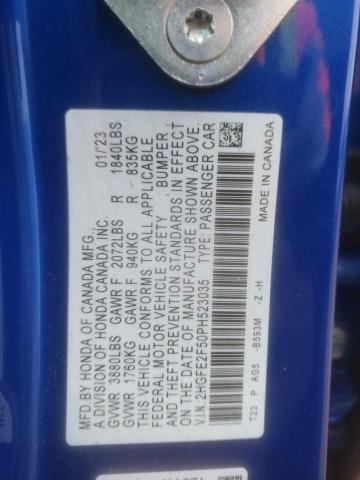 MFD.BY HONDA OF CANADA MFG. 01/'23
A DIVISION OF HONDA CANADA INC.
GVWR 3880LBS GAWR F 2072LBS R 1840LBS
GVWR 1760KG GAWR F 940KG R 835KG
THIS VEHICLE CONFORMS TO ALL APPLICABLE
FEDERAL MOTOR VEHICLE SAFETY BUMPER
AND THEFT PREVENTION STANDARDS IN EFFECT
ON THE DATE OF MANUFACTURE SHOWN ABOVE.
V.I.N.:2HGFE2F50PH523035 TYPE: PASSENGER CAR
T23 P AG5 -B593M -Z -H
MADE IN CANADA